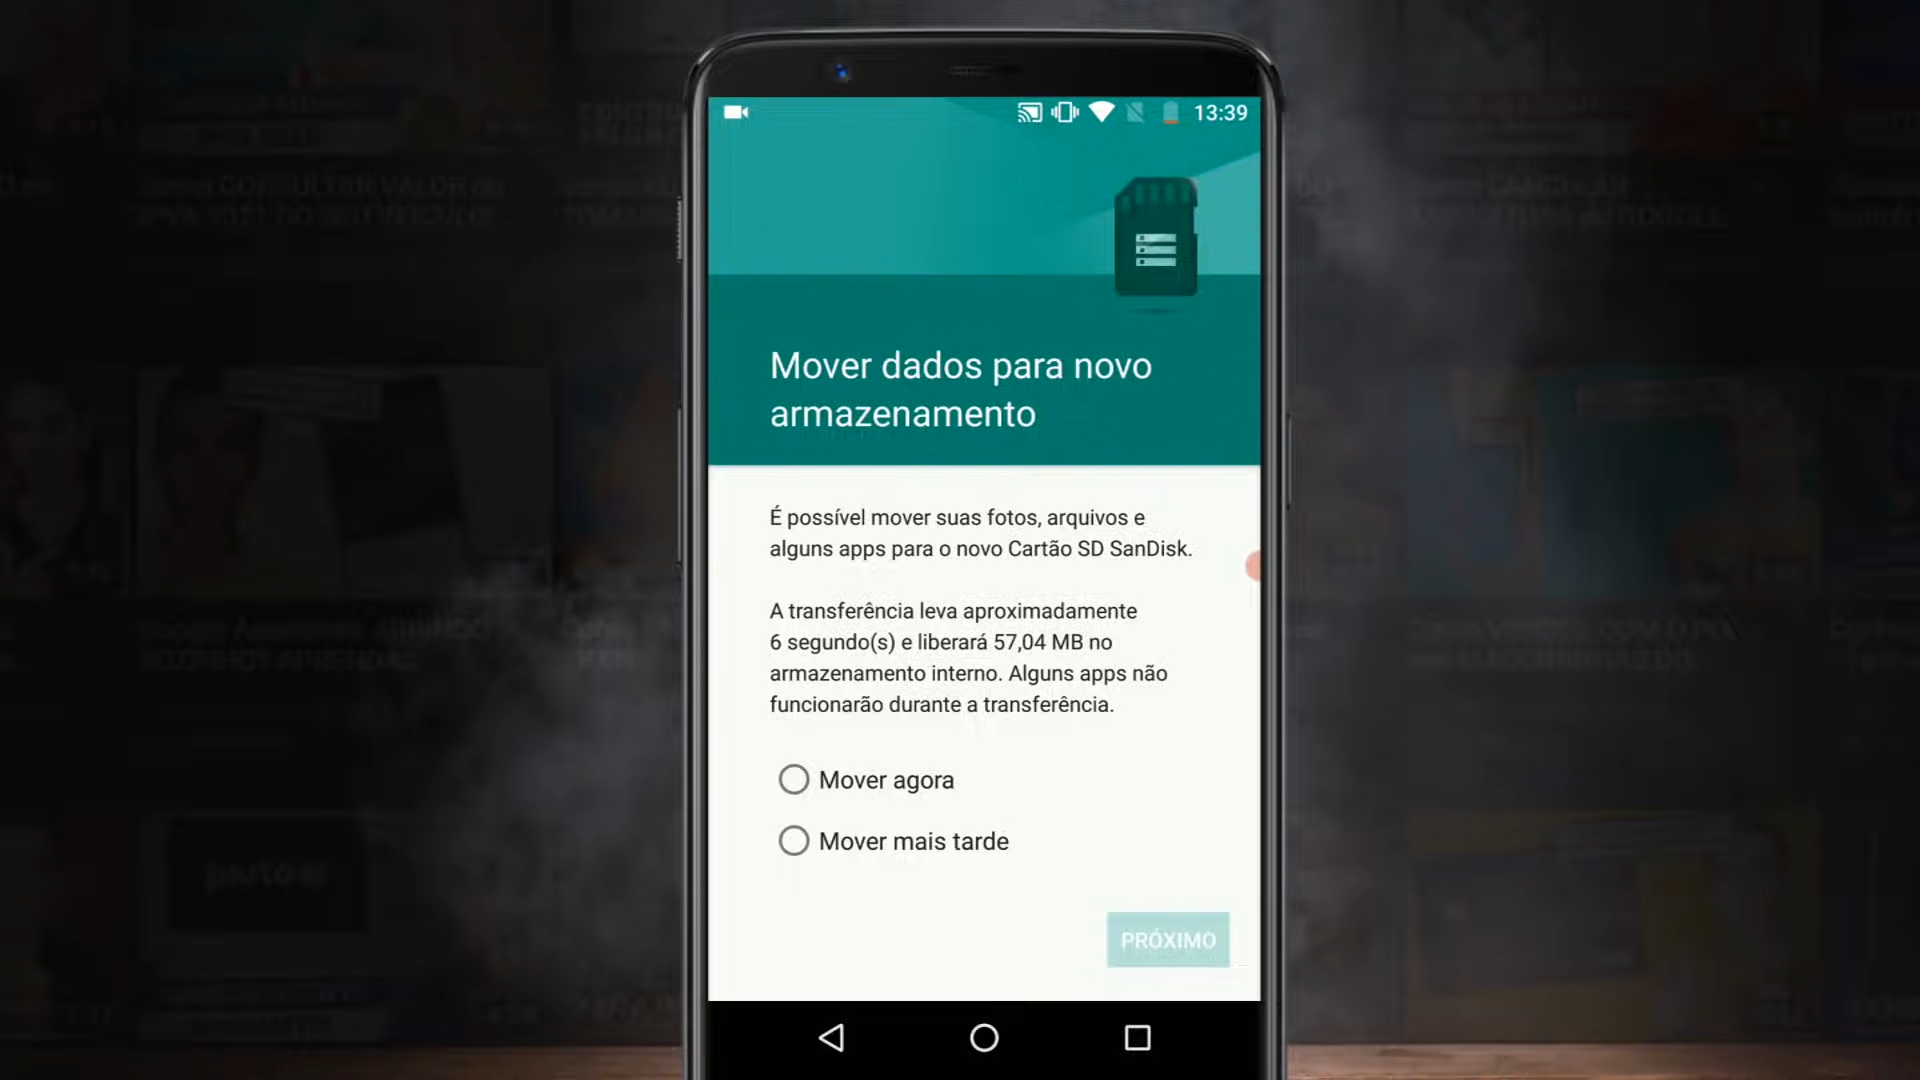 13:39
Mover dados para novo
armazenamento
É possível mover suas fotos, arquivos e
alguns apps para o novo Cartão SD SanDisk.
A transferência leva aproximadamente
6 segundo(s) e liberará 57,04 MB no
armazenamento interno. Alguns apps não
funcionarão durante a transferência.
Mover agora
Mover mais tarde
PRÓXIMO